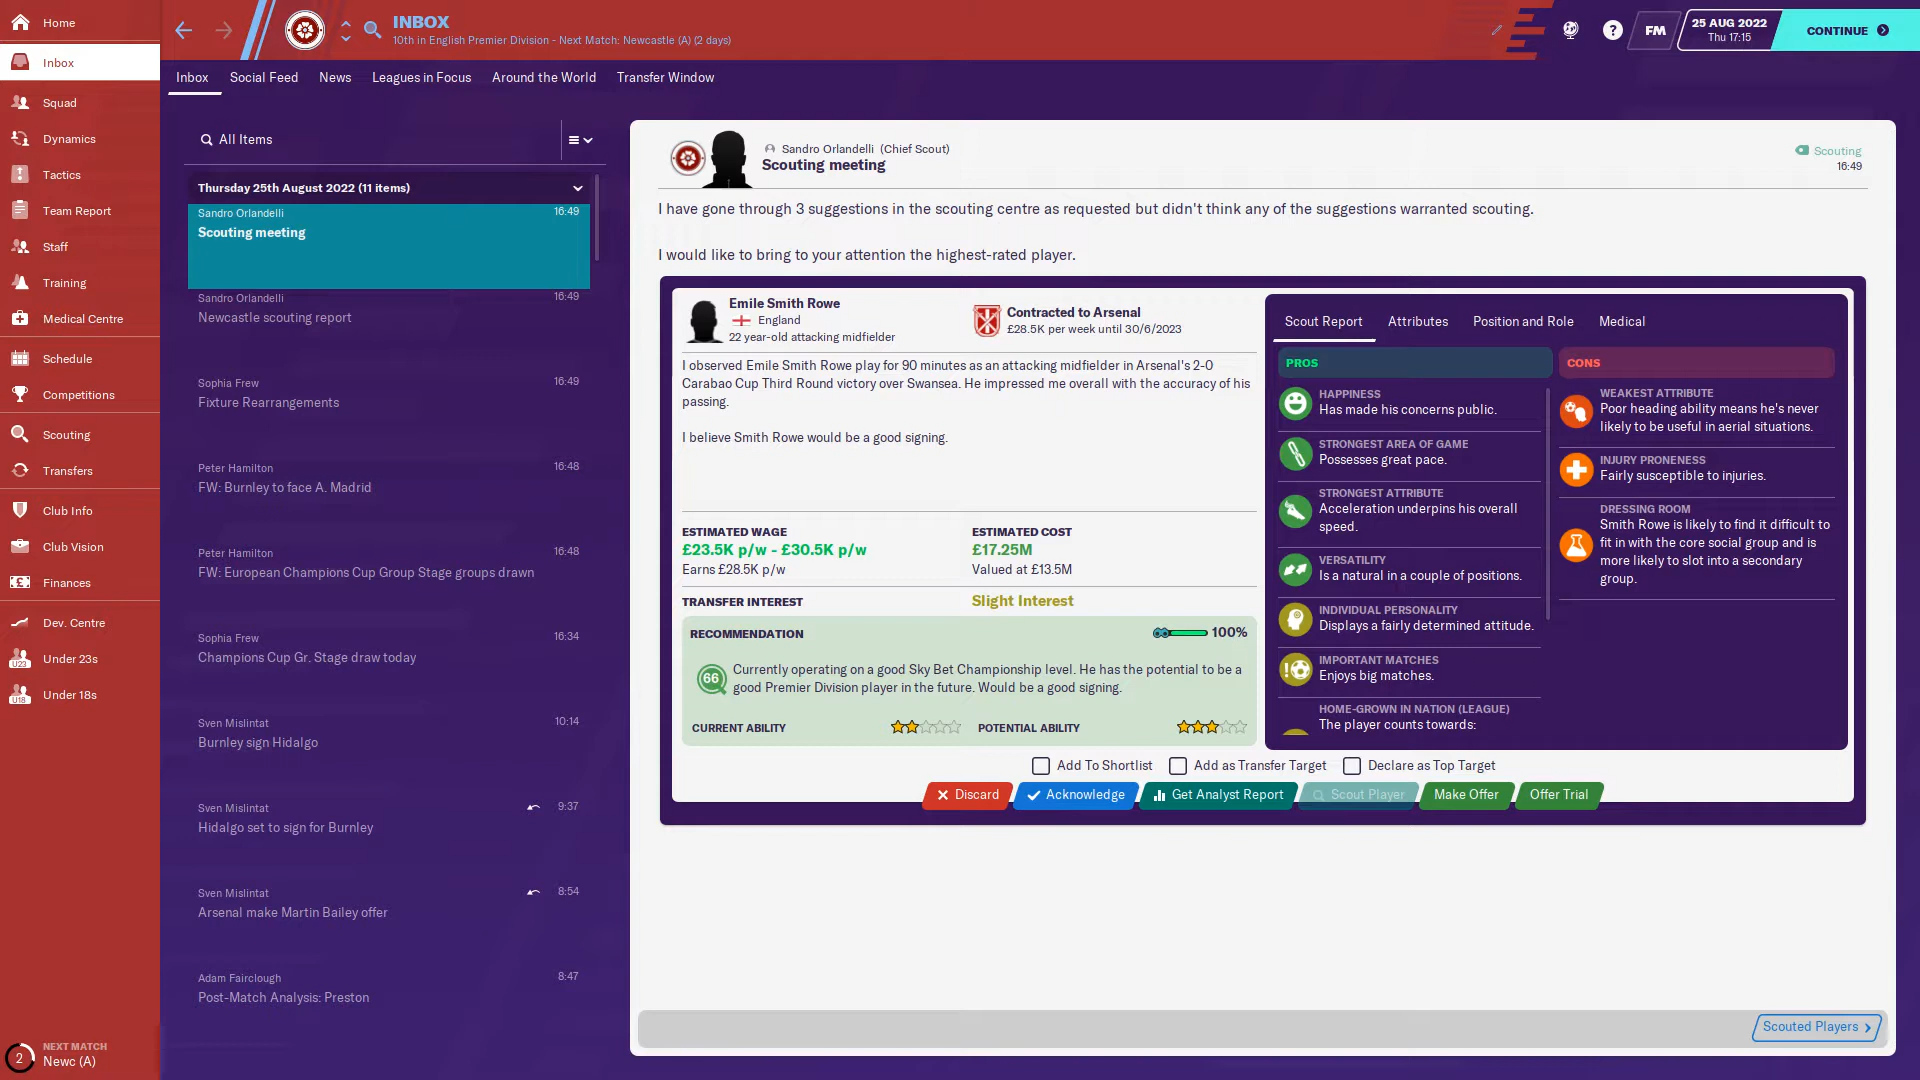 Home
Inbox
Squad
Dynamics
Tactics
Team Report
Staff
Training
Medical Centre
Schedule
Competitions
Scouting
Transfers
Club Info
Club Vision
Finances
Dev. Centre
U23
Under 23s
U18
Under 18s
2
NEXT MATCH
Newc (A)
INBOX
10th in English Premier Division - Next Match: Newcastle (A) (2 days)
?
FM
25 AUG 2022
Thu 17:15
CONTINUE
Inbox
Social Feed
News
Leagues in Focus
Around the World
Transfer Window
All Items
Thursday 25th August 2022 (11 items)
Sandro Orlandelli 16:49
Scouting meeting
Sandro Orlandelli 16:49
Newcastle scouting report
Sophia Frew 16:49
Fixture Rearrangements
Peter Hamilton 16:48
FW: Burnley to face A. Madrid
Peter Hamilton 16:48
FW: European Champions Cup Group Stage groups drawn
Sophia Frew 16:34
Champions Cup Gr. Stage draw today
Sven Mislintat 10:14
Burnley sign Hidalgo
Sven Mislintat 9:37
Hidalgo set to sign for Burnley
Sven Mislintat 8:54
Arsenal make Martin Bailey offer
Adam Fairclough 8:47
Post-Match Analysis: Preston
Sandro Orlandelli (Chief Scout)
Scouting meeting
Scouting
16:49
I have gone through 3 suggestions in the scouting centre as requested but didn't think any of the suggestions warranted scouting.
I would like to bring to your attention the highest-rated player.
Emile Smith Rowe
England
22 year-old attacking midfielder
Contracted to Arsenal
£28.5K per week until 30/6/2023
I observed Emile Smith Rowe play for 90 minutes as an attacking midfielder in Arsenal's 2-0
Carabao Cup Third Round victory over Swansea. He impressed me overall with the accuracy of his
passing.
I believe Smith Rowe would be a good signing.
ESTIMATED WAGE
£23.5K p/w - £30.5K p/w
Earns £28.5K p/w
ESTIMATED COST
£17.25M
Valued at £13.5M
TRANSFER INTEREST
Slight Interest
RECOMMENDATION
100%
66
Currently operating on a good Sky Bet Championship level. He has the potential to be a
good Premier Division player in the future. Would be a good signing.
CURRENT ABILITY
POTENTIAL ABILITY
Scout Report
Attributes
Position and Role
Medical
PROS
HAPPINESS
Has made his concerns public.
STRONGEST AREA OF GAME
Possesses great pace.
STRONGEST ATTRIBUTE
Acceleration underpins his overall
speed.
VERSATILITY
Is a natural in a couple of positions.
INDIVIDUAL PERSONALITY
Displays a fairly determined attitude.
IMPORTANT MATCHES
Enjoys big matches.
HOME-GROWN IN NATION (LEAGUE)
The player counts towards:
CONS
WEAKEST ATTRIBUTE
Poor heading ability means he's never
likely to be useful in aerial situations.
INJURY PRONENESS
Fairly susceptible to injuries.
DRESSING ROOM
Smith Rowe is likely to find it difficult to
fit in with the core social group and is
more likely to slot into a secondary
group.
Add To Shortlist
Add as Transfer Target
Declare as Top Target
Discard
Acknowledge
Get Analyst Report
Scout Player
Make Offer
Offer Trial
Scouted Players